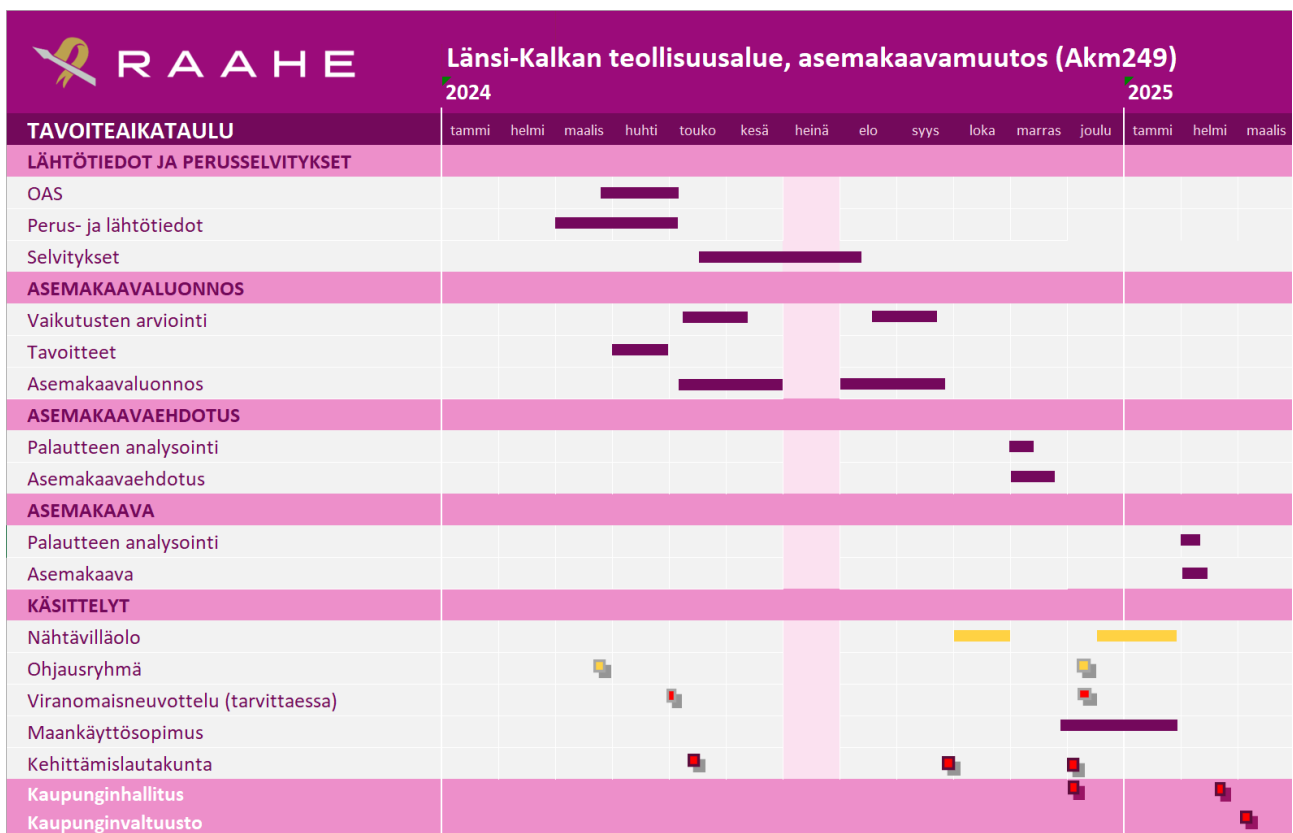 RAAHE
Länsi-Kalkan teollisuusalue, asemakaavamuutos (Akm249)
2024 2025
TAVOITEAIKATAULU tammi helmi maalis huhti touko kesä heinä elo syys loka marras joulu tammi helmi maalis
LÄHTÖTIEDOT JA PERUSSELVITYKSET
OAS
Perus- ja lähtötiedot
Selvitykset
ASEMAKAAVALUONNOS
Vaikutusten arviointi
Tavoitteet
Asemakaavaluonnos
ASEMAKAAVAEHDOTUS
Palautteen analysointi
Asemakaavaehdotus
ASEMAKAAVA
Palautteen analysointi
Asemakaava
KÄSITTELYT
Nähtävilläolo
Ohjausryhmä
Viranomaisneuvottelu (tarvittaessa)
Maankäyttösopimus
Kehittämislautakunta
Kaupunginhallitus
Kaupunginvaltuusto